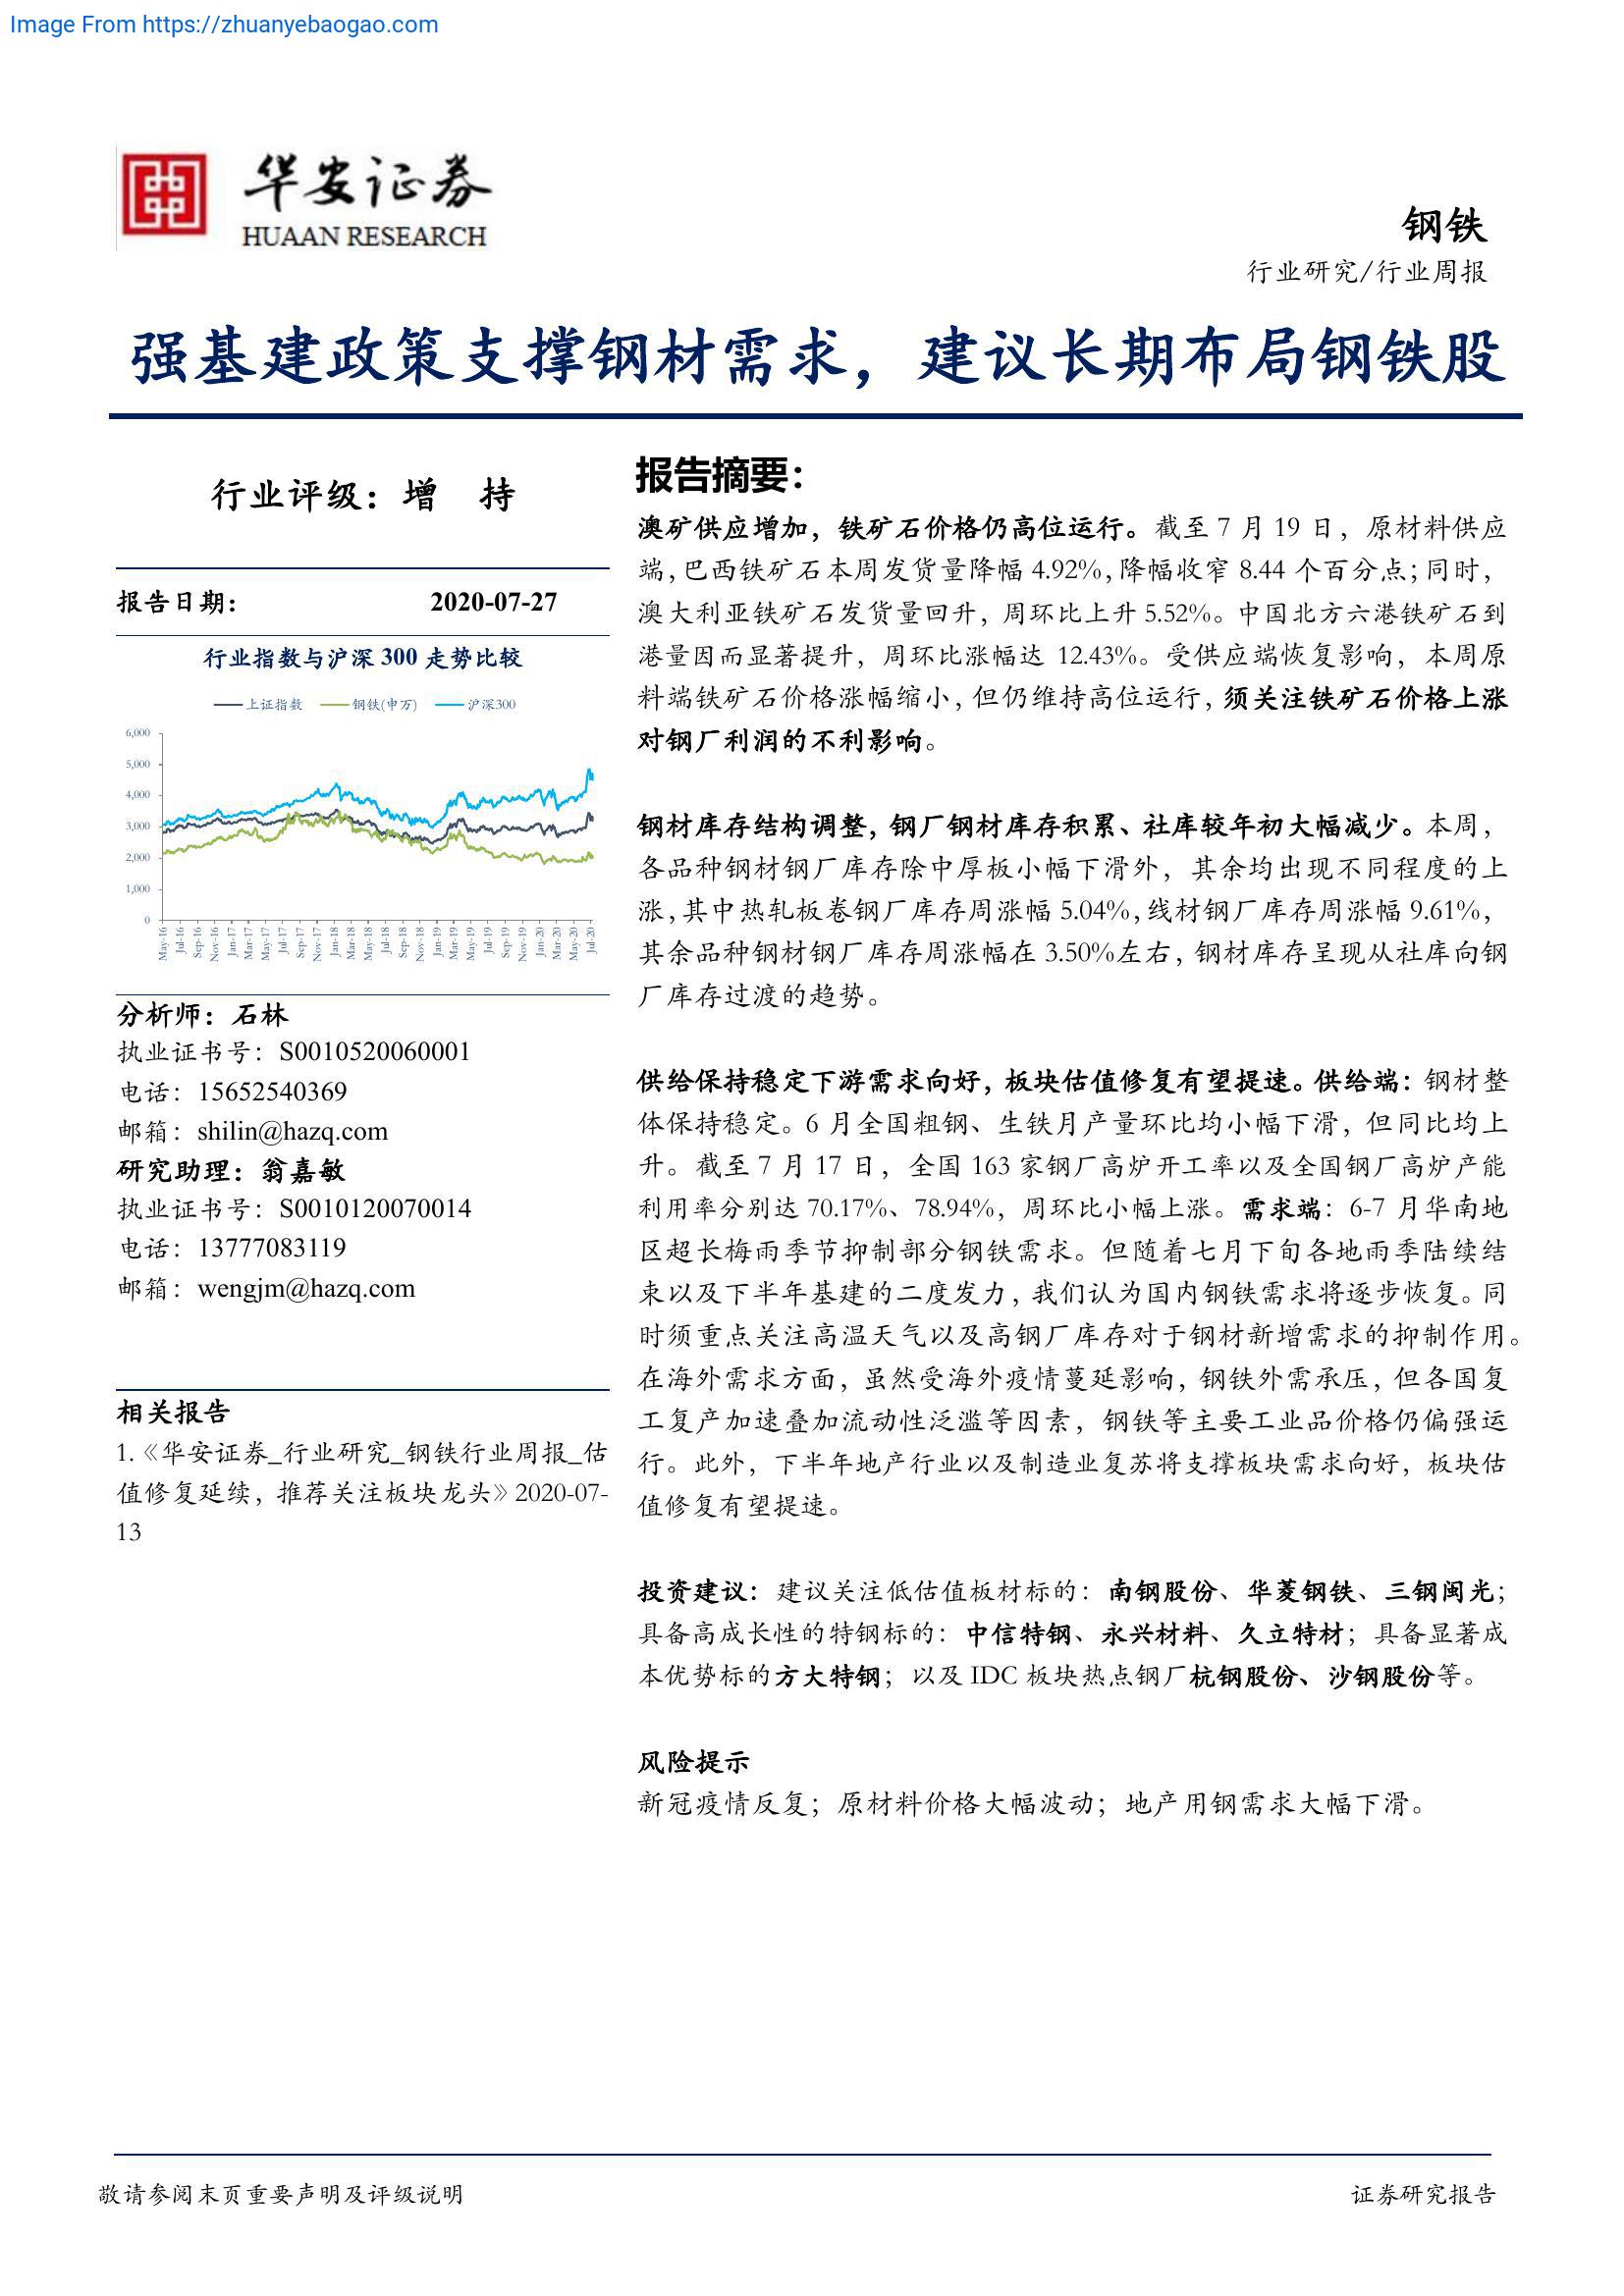 Image From https://zhuanyebaogao.com
华安证券
HUAAN RESEARCH
钢铁
行业研究/行业周报
强基建政策支撑钢材需求，建议长期布局钢铁股
行业评级：增 持
报告日期： 2020-07-27
行业指数与沪深 300 走势比较
上证指数 钢铁(申万) 沪深300
6,000
5,000
4,000
3,000
2,000
1,000
0
May-16 Jul-16 Sep-16 Nov-16 Jan-17 Mar-17 May-17 Jul-17 Sep-17 Nov-17 Jan-18 Mar-18 May-18 Jul-18 Sep-18 Nov-18 Jan-19 Mar-19 May-19 Jul-19 Sep-19 Nov-19 Jan-20 Mar-20 May-20 Jul-20
分析师：石林
执业证书号：S0010520060001
电话：15652540369
邮箱：shilin@hazq.com
研究助理：翁嘉敏
执业证书号：S0010120070014
电话：13777083119
邮箱：wengjm@hazq.com
相关报告
1.《华安证券_行业研究_钢铁行业周报_估
值修复延续，推荐关注板块龙头》2020-07-
13
报告摘要：
澳矿供应增加，铁矿石价格仍高位运行。截至 7 月 19 日，原材料供应
端，巴西铁矿石本周发货量降幅 4.92%，降幅收窄 8.44 个百分点；同时，
澳大利亚铁矿石发货量回升，周环比上升 5.52%。中国北方六港铁矿石到
港量因而显著提升，周环比涨幅达 12.43%。受供应端恢复影响，本周原
料端铁矿石价格涨幅缩小，但仍维持高位运行，须关注铁矿石价格上涨
对钢厂利润的不利影响。
钢材库存结构调整，钢厂钢材库存积累、社库较年初大幅减少。本周，
各品种钢材钢厂库存除中厚板小幅下滑外，其余均出现不同程度的上
涨，其中热轧板卷钢厂库存周涨幅 5.04%，线材钢厂库存周涨幅 9.61%，
其余品种钢材钢厂库存周涨幅在 3.50%左右，钢材库存呈现从社库向钢
厂库存过渡的趋势。
供给保持稳定下游需求向好，板块估值修复有望提速。供给端：钢材整
体保持稳定。6 月全国粗钢、生铁月产量环比均小幅下滑，但同比均上
升。截至 7 月 17 日，全国 163 家钢厂高炉开工率以及全国钢厂高炉产能
利用率分别达 70.17%、78.94%，周环比小幅上涨。需求端：6-7 月华南地
区超长梅雨季节抑制部分钢铁需求。但随着七月下旬各地雨季陆续结
束以及下半年基建的二度发力，我们认为国内钢铁需求将逐步恢复。同
时须重点关注高温天气以及高钢厂库存对于钢材新增需求的抑制作用。
在海外需求方面，虽然受海外疫情蔓延影响，钢铁外需承压，但各国复
工复产加速叠加流动性泛滥等因素，钢铁等主要工业品价格仍偏强运
行。此外，下半年地产行业以及制造业复苏将支撑板块需求向好，板块估
值修复有望提速。
投资建议：建议关注低估值板材标的：南钢股份、华菱钢铁、三钢闽光；
具备高成长性的特钢标的：中信特钢、永兴材料、久立特材；具备显著成
本优势标的方大特钢；以及 IDC 板块热点钢厂杭钢股份、沙钢股份等。
风险提示
新冠疫情反复；原材料价格大幅波动；地产用钢需求大幅下滑。
敬请参阅末页重要声明及评级说明
证券研究报告